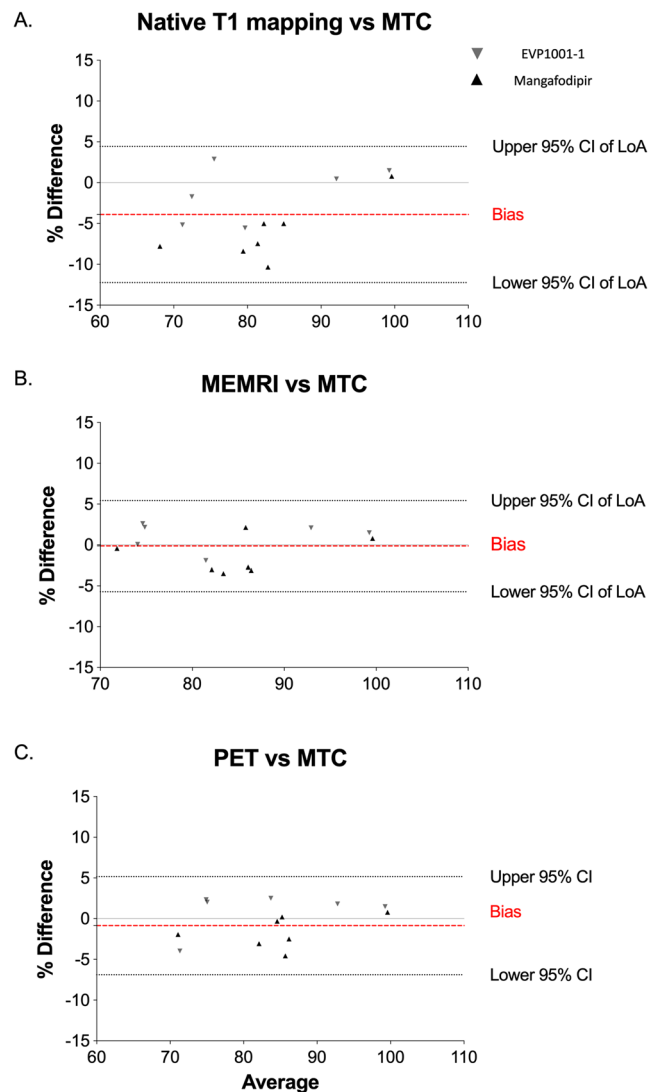 A.
Native T1 mapping vs MTC
EVP1001-1
Mangafodipir
15
10
5
0
-5
-10
-15
% Difference
Upper 95% CI of LoA
Bias
Lower 95% CI of LoA
60 70 80 90 100 110
B.
MEMRI vs MTC
15
10
5
0
-5
-10
-15
% Difference
Upper 95% CI of LoA
Bias
Lower 95% CI of LoA
70 80 90 100 110
C.
PET vs MTC
15
10
5
0
-5
-10
-15
% Difference
Upper 95% CI
Bias
Lower 95% CI
60 70 80 90 100 110
Average